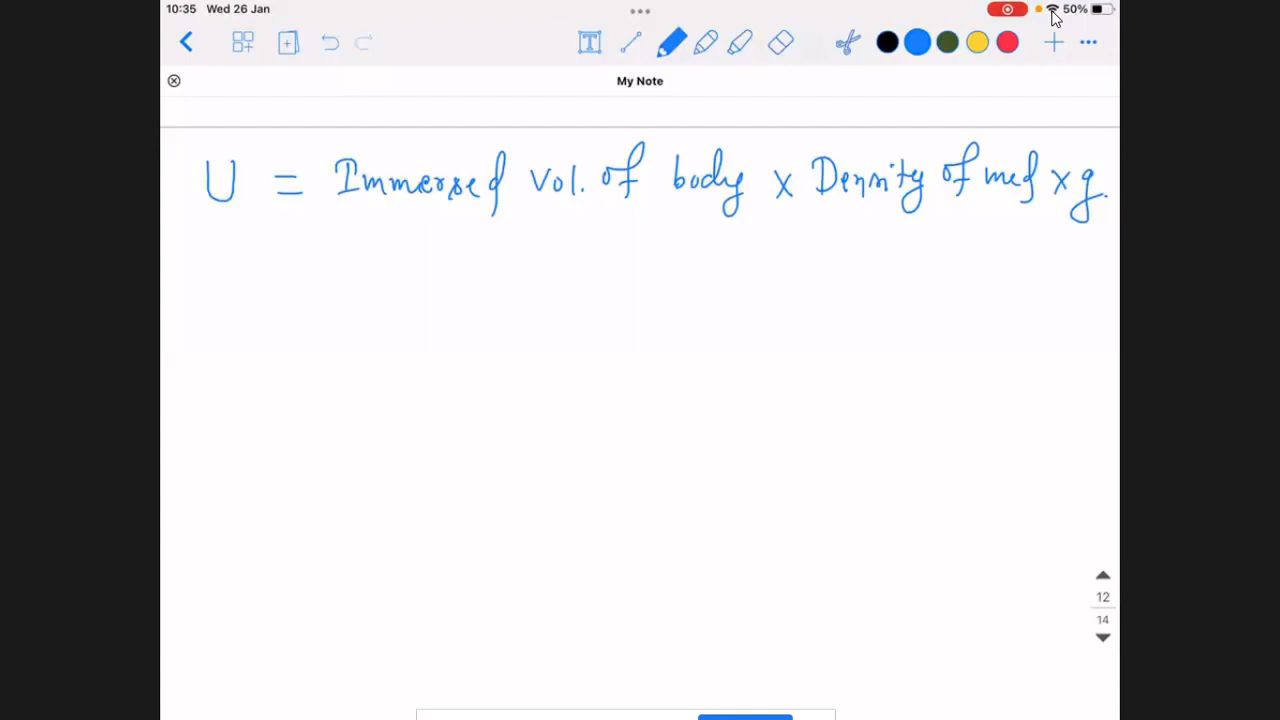 10:35 Wed 26 Jan
50%
My Note
U = Immersed Vol. of body x Density of med x g.
12
14